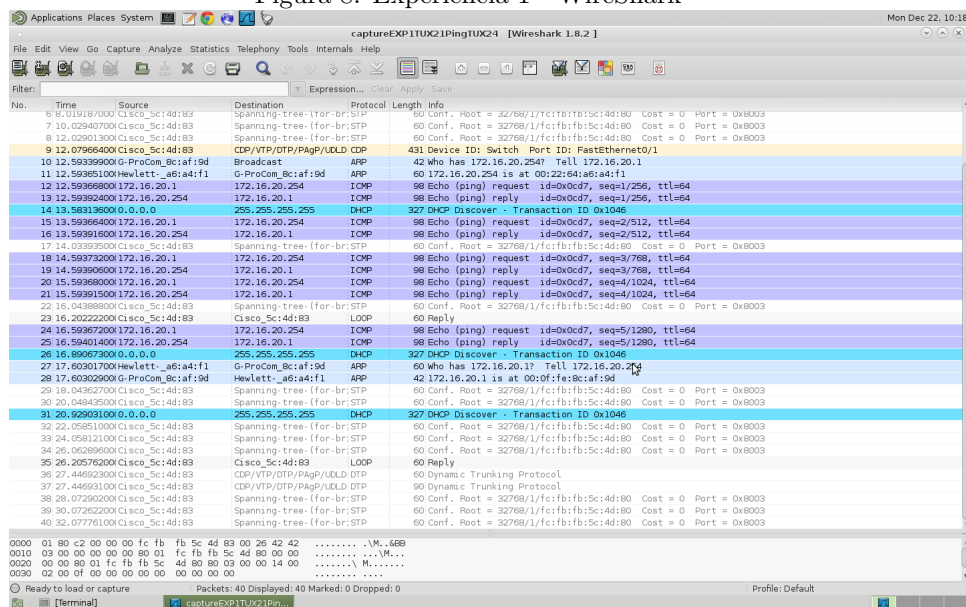 Figura 8: Experiência 1 - WireShark
Applications Places System Mon Dec 22, 10:18
captureEXP1TUX21PingTUX24 [Wireshark 1.8.2 ]
File Edit View Go Capture Analyze Statistics Telephony Tools Internals Help
Filter: Expression... Clear Apply Save
No. Time Source Destination Protocol Length Info
6 8.019187000 Cisco_5c:4d:83 Spanning-tree-(for-br: STP 60 Conf. Root = 32768/1/fc:fb:fb:5c:4d:80 Cost = 0 Port = 0x8003
7 10.02940700 Cisco_5c:4d:83 Spanning-tree-(for-br: STP 60 Conf. Root = 32768/1/fc:fb:fb:5c:4d:80 Cost = 0 Port = 0x8003
8 12.02901300 Cisco_5c:4d:83 Spanning-tree-(for-br: STP 60 Conf. Root = 32768/1/fc:fb:fb:5c:4d:80 Cost = 0 Port = 0x8003
9 12.07966400 Cisco_5c:4d:83 CDP/VTP/DTP/PAgP/UDLD CDP 431 Device ID: Switch Port ID: FastEthernet0/1
10 12.59339900 G-ProCom_8c:af:9d Broadcast ARP 42 Who has 172.16.20.254? Tell 172.16.20.1
11 12.59365100 Hewlett-_a6:a4:f1 G-ProCom_8c:af:9d ARP 60 172.16.20.254 is at 00:22:64:a6:a4:f1
12 12.59366800 172.16.20.1 172.16.20.254 ICMP 98 Echo (ping) request id=0x0cd7, seq=1/256, ttl=64
13 12.59392400 172.16.20.254 172.16.20.1 ICMP 98 Echo (ping) reply id=0x0cd7, seq=1/256, ttl=64
14 13.58313600 0.0.0.0 255.255.255.255 DHCP 327 DHCP Discover - Transaction ID 0x1046
15 13.59366400 172.16.20.1 172.16.20.254 ICMP 98 Echo (ping) request id=0x0cd7, seq=2/512, ttl=64
16 13.59391600 172.16.20.254 172.16.20.1 ICMP 98 Echo (ping) reply id=0x0cd7, seq=2/512, ttl=64
17 14.03393500 Cisco_5c:4d:83 Spanning-tree-(for-br: STP 60 Conf. Root = 32768/1/fc:fb:fb:5c:4d:80 Cost = 0 Port = 0x8003
18 14.59373200 172.16.20.1 172.16.20.254 ICMP 98 Echo (ping) request id=0x0cd7, seq=3/768, ttl=64
19 14.59390600 172.16.20.254 172.16.20.1 ICMP 98 Echo (ping) reply id=0x0cd7, seq=3/768, ttl=64
20 15.59368000 172.16.20.1 172.16.20.254 ICMP 98 Echo (ping) request id=0x0cd7, seq=4/1024, ttl=64
21 15.59391500 172.16.20.254 172.16.20.1 ICMP 98 Echo (ping) reply id=0x0cd7, seq=4/1024, ttl=64
22 16.04388800 Cisco_5c:4d:83 Spanning-tree-(for-br: STP 60 Conf. Root = 32768/1/fc:fb:fb:5c:4d:80 Cost = 0 Port = 0x8003
23 16.20222200 Cisco_5c:4d:83 Cisco_5c:4d:83 LOOP 60 Reply
24 16.59367200 172.16.20.1 172.16.20.254 ICMP 98 Echo (ping) request id=0x0cd7, seq=5/1280, ttl=64
25 16.59401400 172.16.20.254 172.16.20.1 ICMP 98 Echo (ping) reply id=0x0cd7, seq=5/1280, ttl=64
26 16.89067300 0.0.0.0 255.255.255.255 DHCP 327 DHCP Discover - Transaction ID 0x1046
27 17.60301700 Hewlett-_a6:a4:f1 G-ProCom_8c:af:9d ARP 60 Who has 172.16.20.1? Tell 172.16.20.254
28 17.60302900 G-ProCom_8c:af:9d Hewlett-_a6:a4:f1 ARP 42 172.16.20.1 is at 00:0f:fe:8c:af:9d
29 18.04362700 Cisco_5c:4d:83 Spanning-tree-(for-br: STP 60 Conf. Root = 32768/1/fc:fb:fb:5c:4d:80 Cost = 0 Port = 0x8003
30 20.04843500 Cisco_5c:4d:83 Spanning-tree-(for-br: STP 60 Conf. Root = 32768/1/fc:fb:fb:5c:4d:80 Cost = 0 Port = 0x8003
31 20.92903100 0.0.0.0 255.255.255.255 DHCP 327 DHCP Discover - Transaction ID 0x1046
32 22.05851000 Cisco_5c:4d:83 Spanning-tree-(for-br: STP 60 Conf. Root = 32768/1/fc:fb:fb:5c:4d:80 Cost = 0 Port = 0x8003
33 24.05812100 Cisco_5c:4d:83 Spanning-tree-(for-br: STP 60 Conf. Root = 32768/1/fc:fb:fb:5c:4d:80 Cost = 0 Port = 0x8003
34 26.06289600 Cisco_5c:4d:83 Spanning-tree-(for-br: STP 60 Conf. Root = 32768/1/fc:fb:fb:5c:4d:80 Cost = 0 Port = 0x8003
35 26.20576200 Cisco_5c:4d:83 Cisco_5c:4d:83 LOOP 60 Reply
36 27.44692300 Cisco_5c:4d:83 CDP/VTP/DTP/PAgP/UDLD DTP 60 Dynamic Trunking Protocol
37 27.44693100 Cisco_5c:4d:83 CDP/VTP/DTP/PAgP/UDLD DTP 90 Dynamic Trunking Protocol
38 28.07290200 Cisco_5c:4d:83 Spanning-tree-(for-br: STP 60 Conf. Root = 32768/1/fc:fb:fb:5c:4d:80 Cost = 0 Port = 0x8003
39 30.07262200 Cisco_5c:4d:83 Spanning-tree-(for-br: STP 60 Conf. Root = 32768/1/fc:fb:fb:5c:4d:80 Cost = 0 Port = 0x8003
40 32.07776100 Cisco_5c:4d:83 Spanning-tree-(for-br: STP 60 Conf. Root = 32768/1/fc:fb:fb:5c:4d:80 Cost = 0 Port = 0x8003
0000 01 80 c2 00 00 00 fc fb fb 5c 4d 83 00 26 42 42 ........ .\M..&BB
0010 03 00 00 00 00 00 80 01 fc fb fb 5c 4d 80 00 00 ........ ...\M...
0020 00 00 80 01 fc fb fb 5c 4d 80 80 03 00 00 14 00 .......\ M.......
0030 02 00 0f 00 00 00 00 00 00 00 00 00 ........ ....
Ready to load or capture Packets: 40 Displayed: 40 Marked: 0 Dropped: 0 Profile: Default
[Terminal] captureEXP1TUX21Pin...